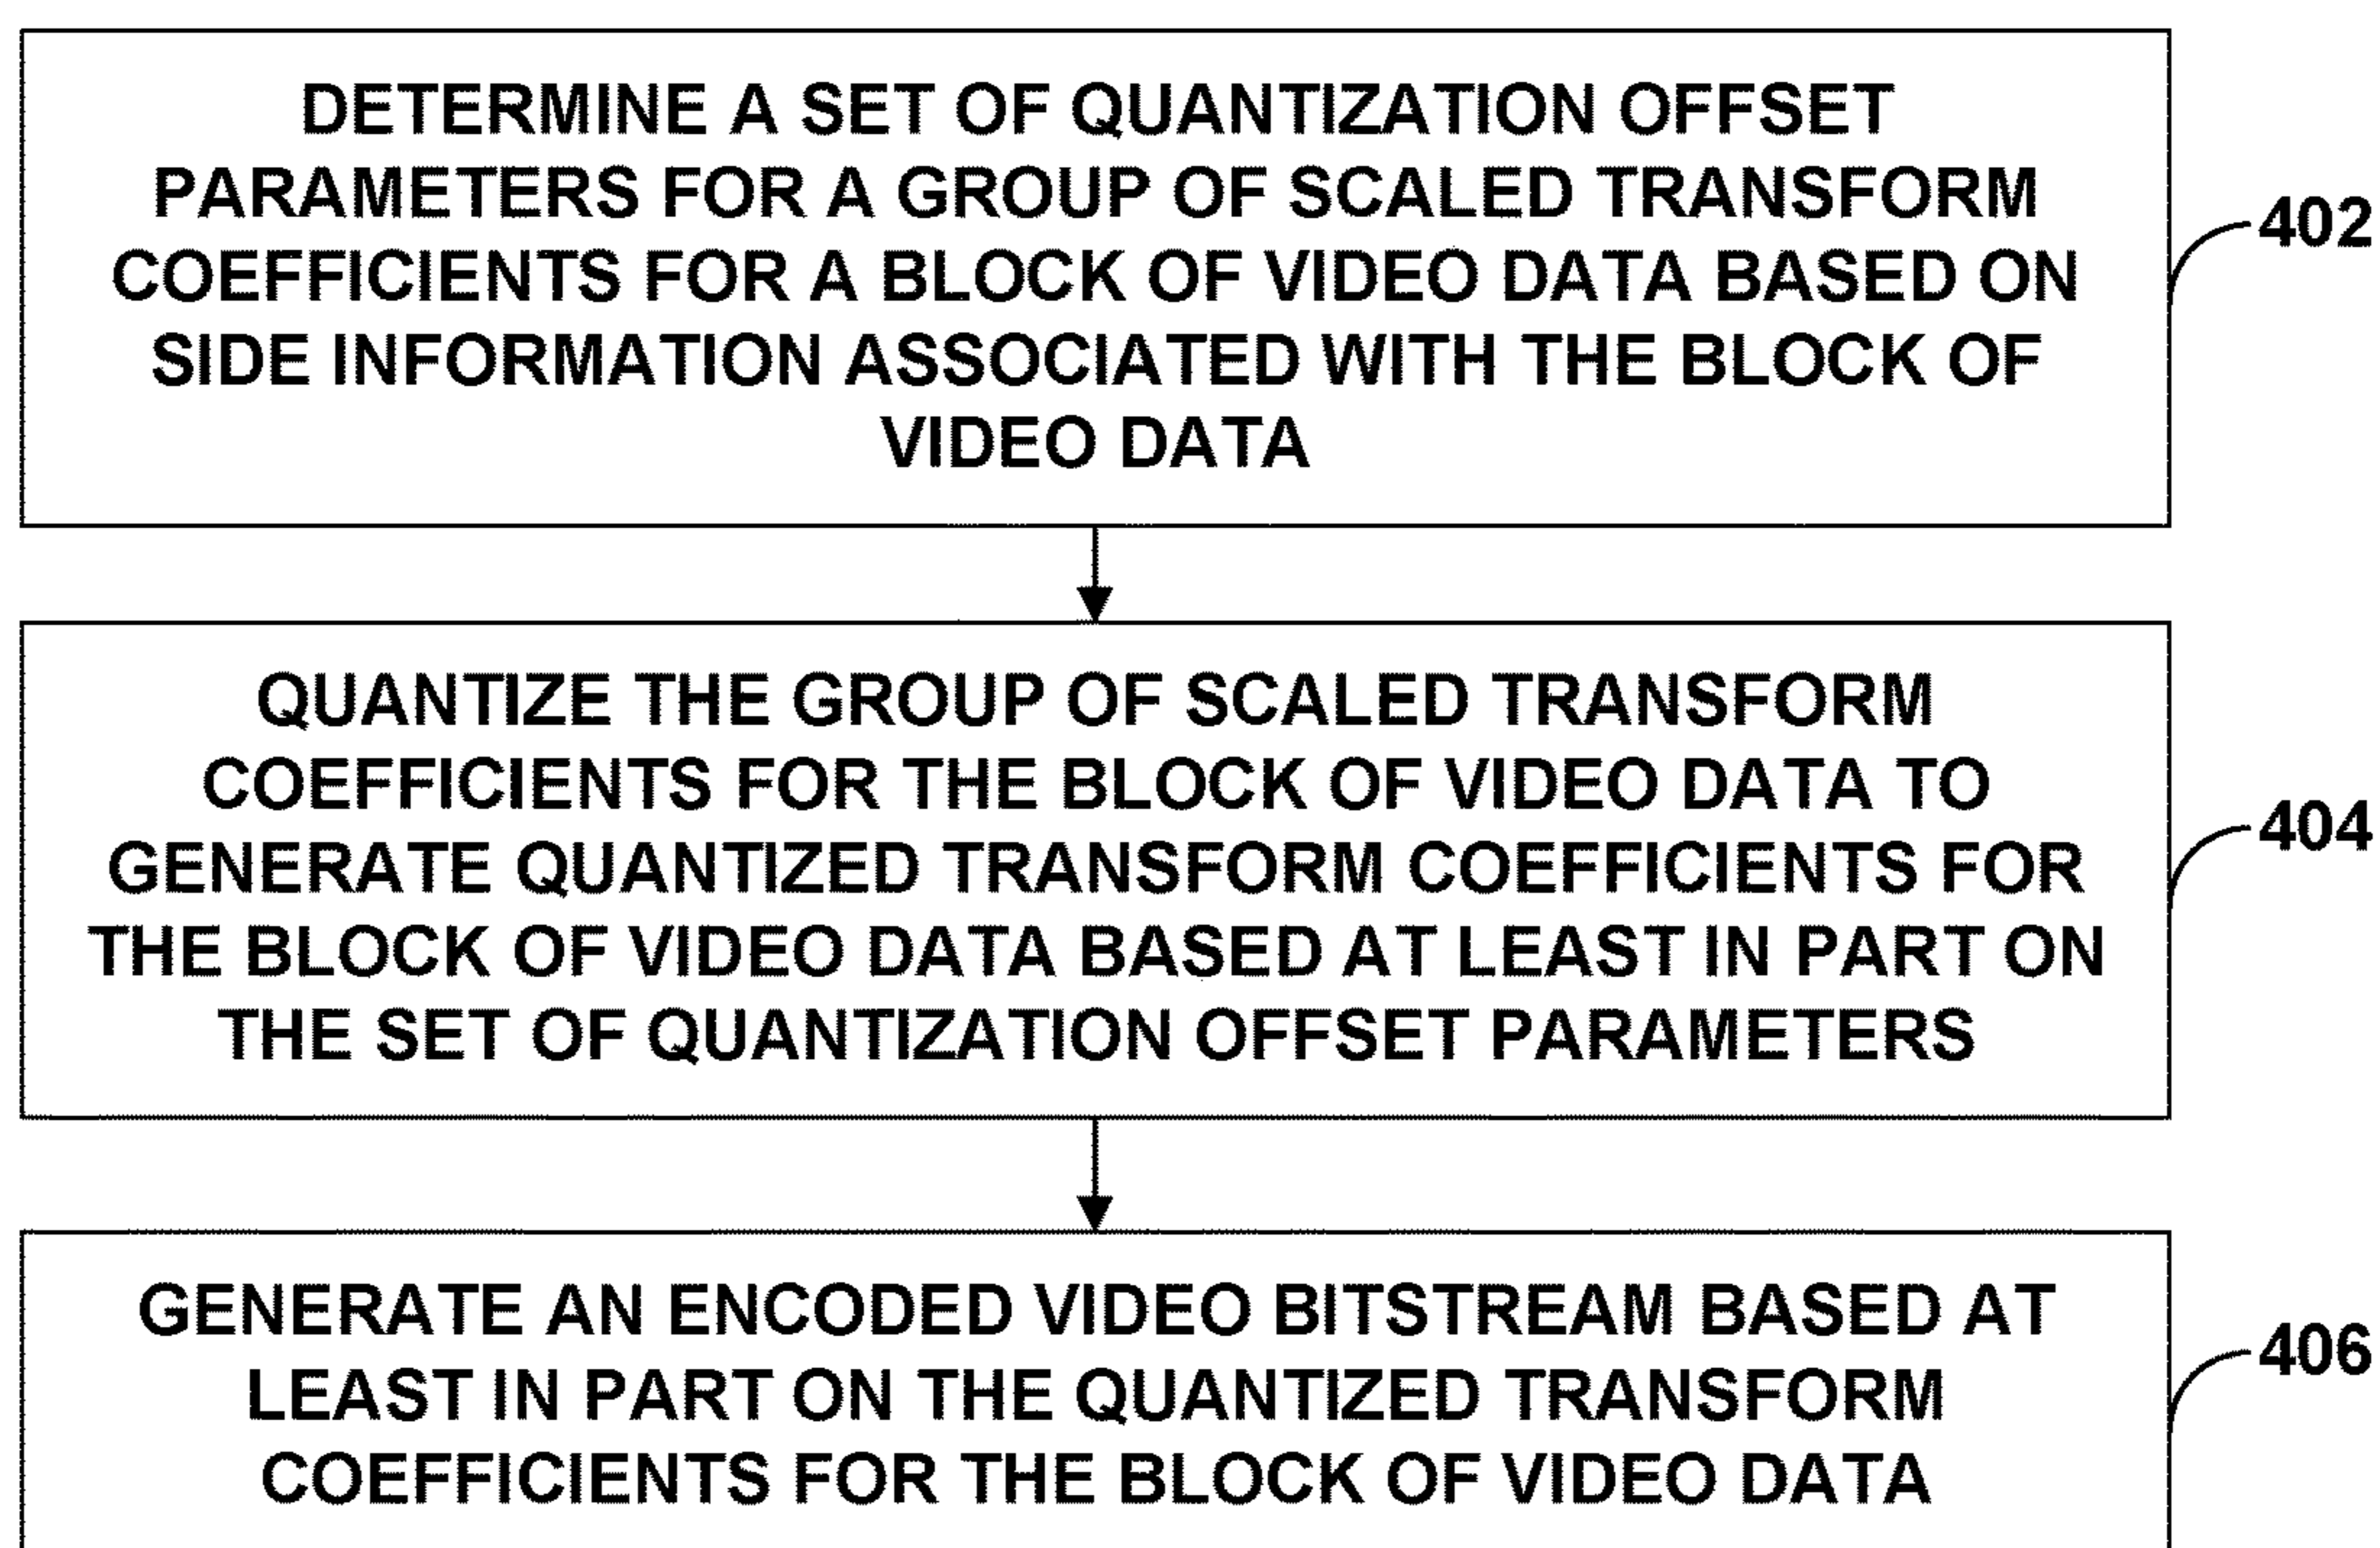 DETERMINE A SET OF QUANTIZATION OFFSET
PARAMETERS FOR A GROUP OF SCALED TRANSFORM
COEFFICIENTS FOR A BLOCK OF VIDEO DATA BASED ON
SIDE INFORMATION ASSOCIATED WITH THE BLOCK OF
VIDEO DATA
402
QUANTIZE THE GROUP OF SCALED TRANSFORM
COEFFICIENTS FOR THE BLOCK OF VIDEO DATA TO
GENERATE QUANTIZED TRANSFORM COEFFICIENTS FOR
THE BLOCK OF VIDEO DATA BASED AT LEAST IN PART ON
THE SET OF QUANTIZATION OFFSET PARAMETERS
404
GENERATE AN ENCODED VIDEO BITSTREAM BASED AT
LEAST IN PART ON THE QUANTIZED TRANSFORM
COEFFICIENTS FOR THE BLOCK OF VIDEO DATA
406